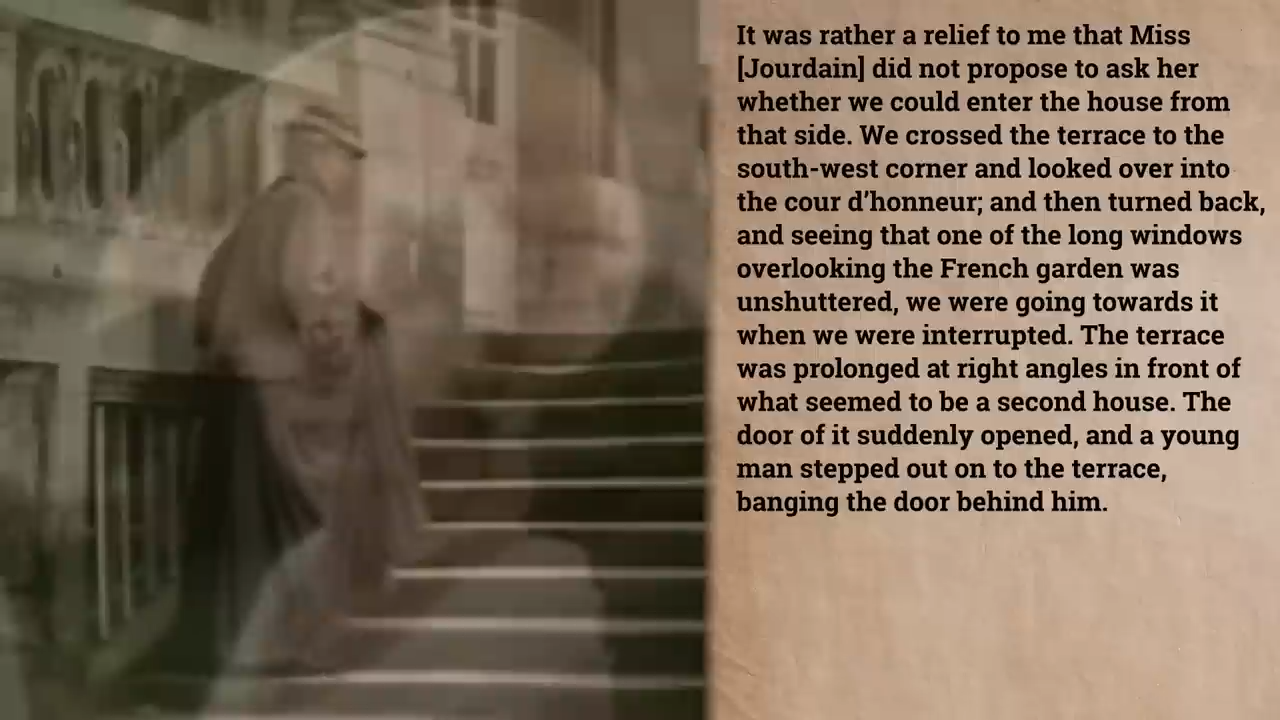 It was rather a relief to me that Miss
[Jourdain] did not propose to ask her
whether we could enter the house from
that side. We crossed the terrace to the
south-west corner and looked over into
the cour d’honneur; and then turned back,
and seeing that one of the long windows
overlooking the French garden was
unshuttered, we were going towards it
when we were interrupted. The terrace
was prolonged at right angles in front of
what seemed to be a second house. The
door of it suddenly opened, and a young
man stepped out on to the terrace,
banging the door behind him.